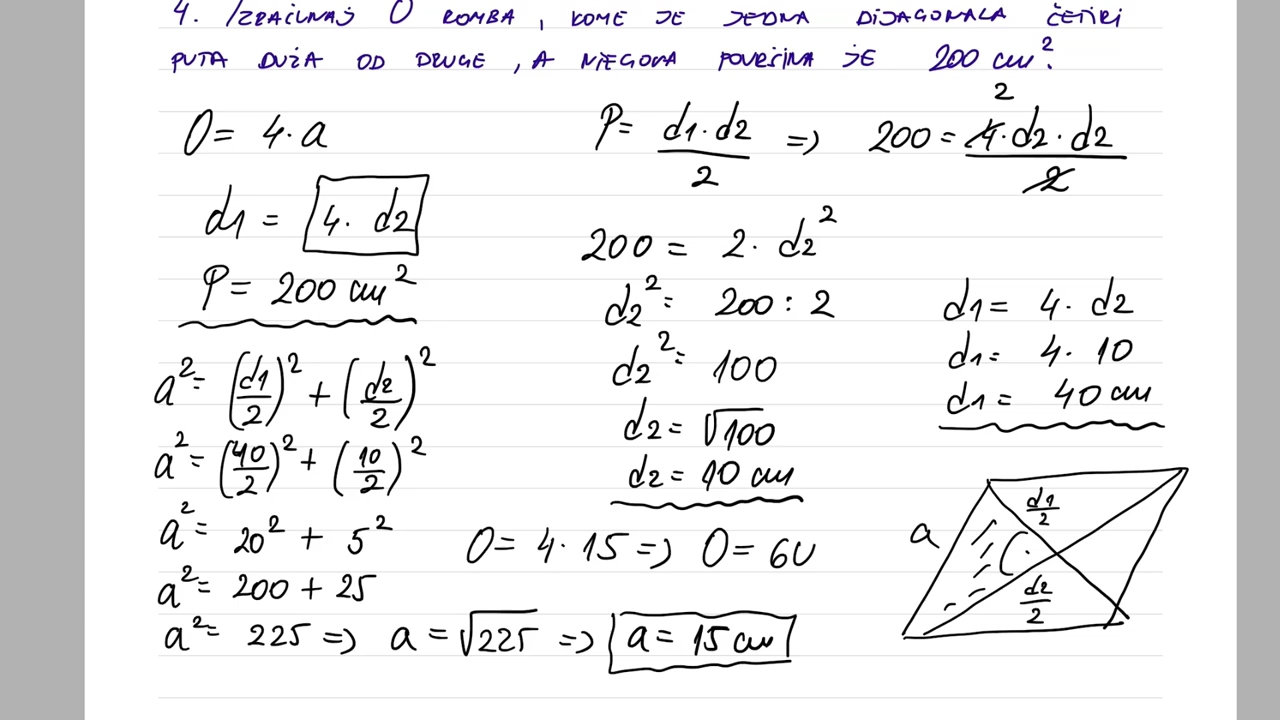 4. IZRAČUNAŠ O ROMBA, KOME JE JEDNA DIJAGONALA ČETIRI
PUTA DUŽA OD DRUGE, A NJEGOVA POVRŠINA JE 200 cm²?
O = 4·a
d1 = 4·d2
P = 200 cm²
a² = (d1/2)² + (d2/2)²
a² = (40/2)² + (10/2)²
a² = 20² + 5²
a² = 200 + 25
a² = 225 => a = √225 => a = 15 cm
P = d1·d2/2 => 200 = 4·d2·d2/2
2
200 = 2·d2²
d2² = 200 : 2
d2² = 100
d2 = √100
d2 = 10 cm
O = 4·15 => O = 60
d1 = 4·d2
d1 = 4·10
d1 = 40 cm
d1/2
a
d2/2